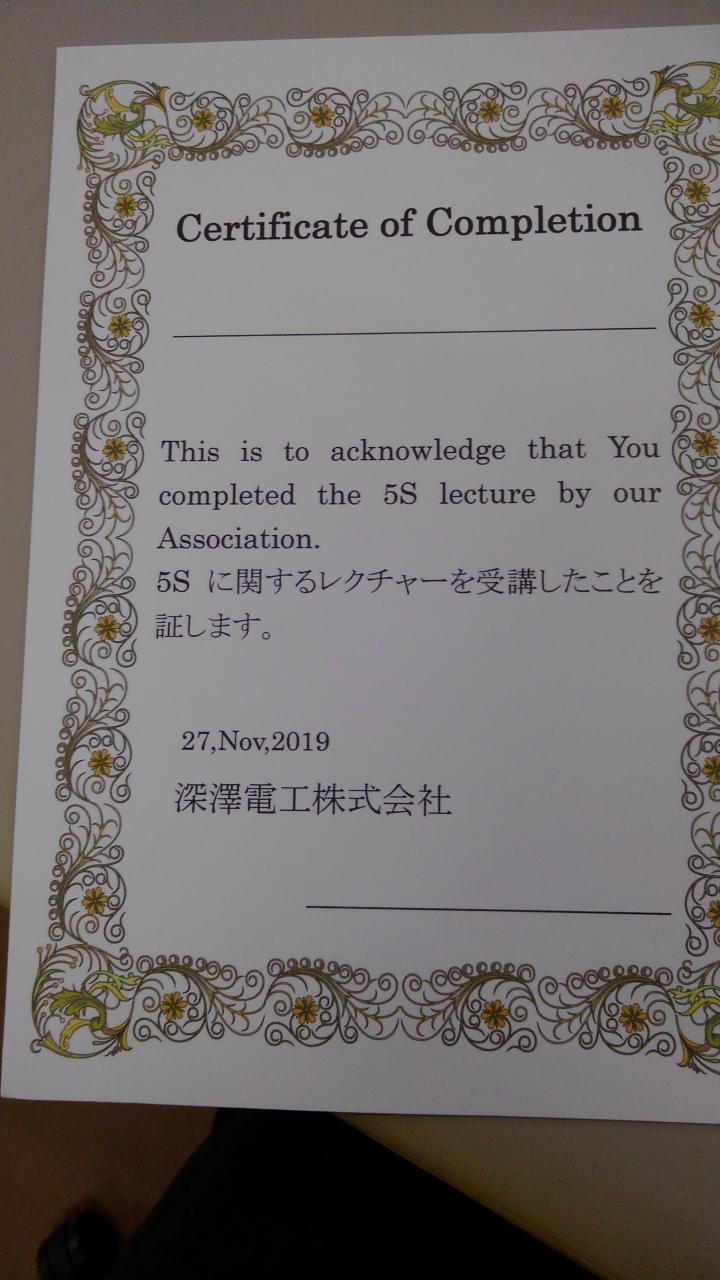 Certificate of Completion
This is to acknowledge that You
completed the 5S lecture by our
Association.
5S に関するレクチャーを受講したことを
証します。
27,Nov,2019
深澤電工株式会社